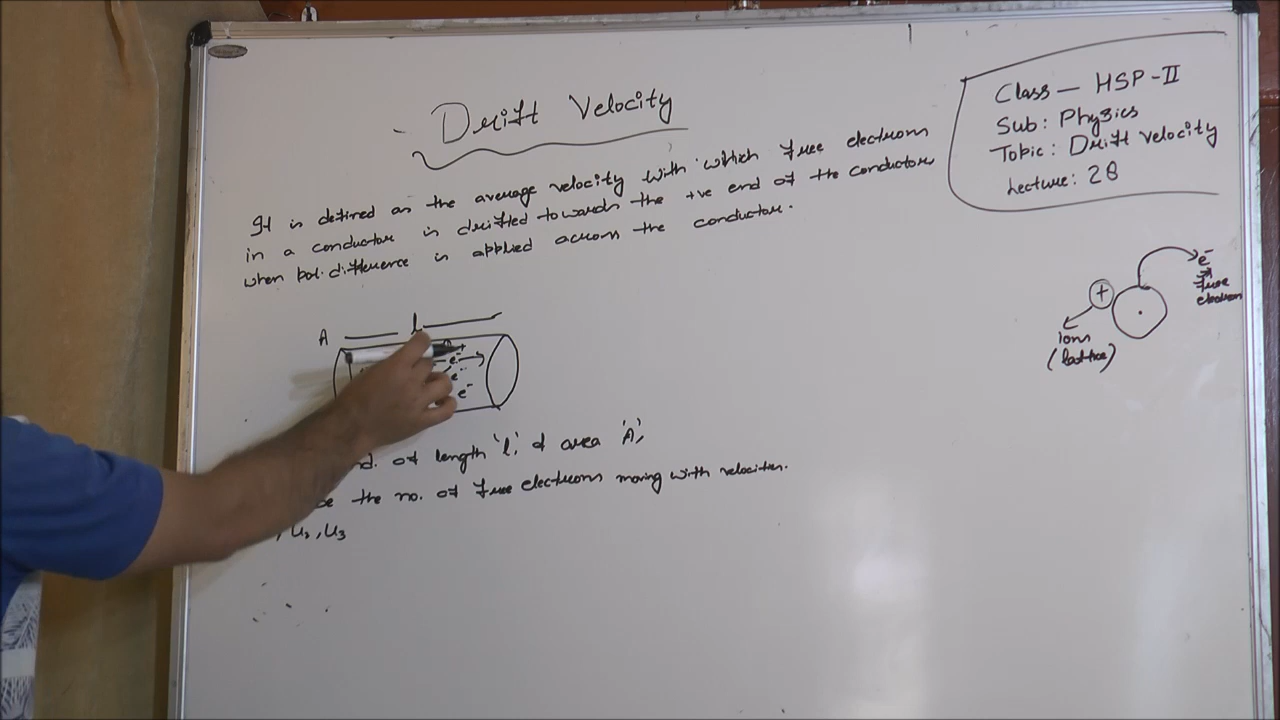 Drift Velocity
Class — HSP-II
Sub: Physics
Topic: Drift velocity
Lecture: 28
It is defined as the average velocity with which free electrons
in a conductor is drifted towards the +ve end of the conductor
when pot. difference is applied across the conductor.
A l
e⁻
e⁻
e⁻
+
e⁻
free
electron
ions
(lattice)
of length 'l' & area 'A',
be the no. of free electrons moving with velocities.
, u₂, u₃